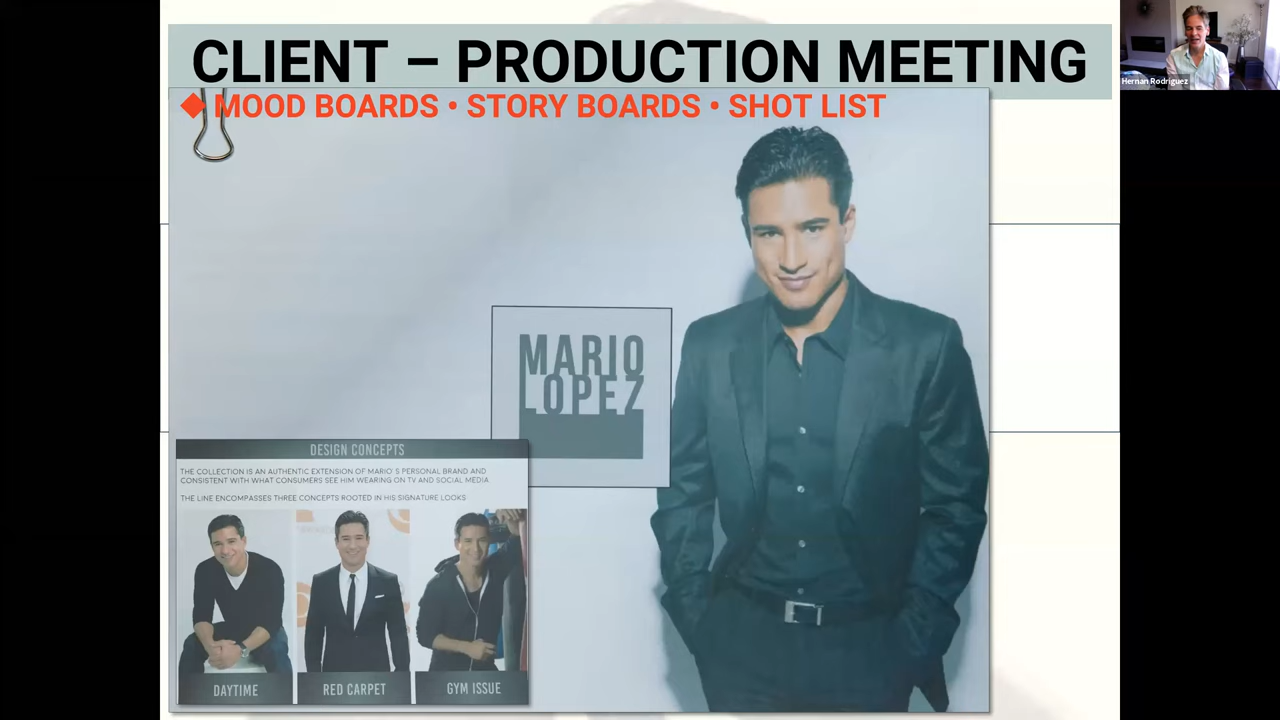 CLIENT – PRODUCTION MEETING
◆ MOOD BOARDS • STORY BOARDS • SHOT LIST
Hernan Rodriguez
MARIO
LOPEZ
DESIGN CONCEPTS
THE COLLECTION IS AN AUTHENTIC EXTENSION OF MARIO'S PERSONAL BRAND AND
CONSISTENT WITH WHAT CONSUMERS SEE HIM WEARING ON TV AND SOCIAL MEDIA
THE LINE ENCOMPASSES THREE CONCEPTS ROOTED IN HIS SIGNATURE LOOKS
DAYTIME
RED CARPET
GYM ISSUE